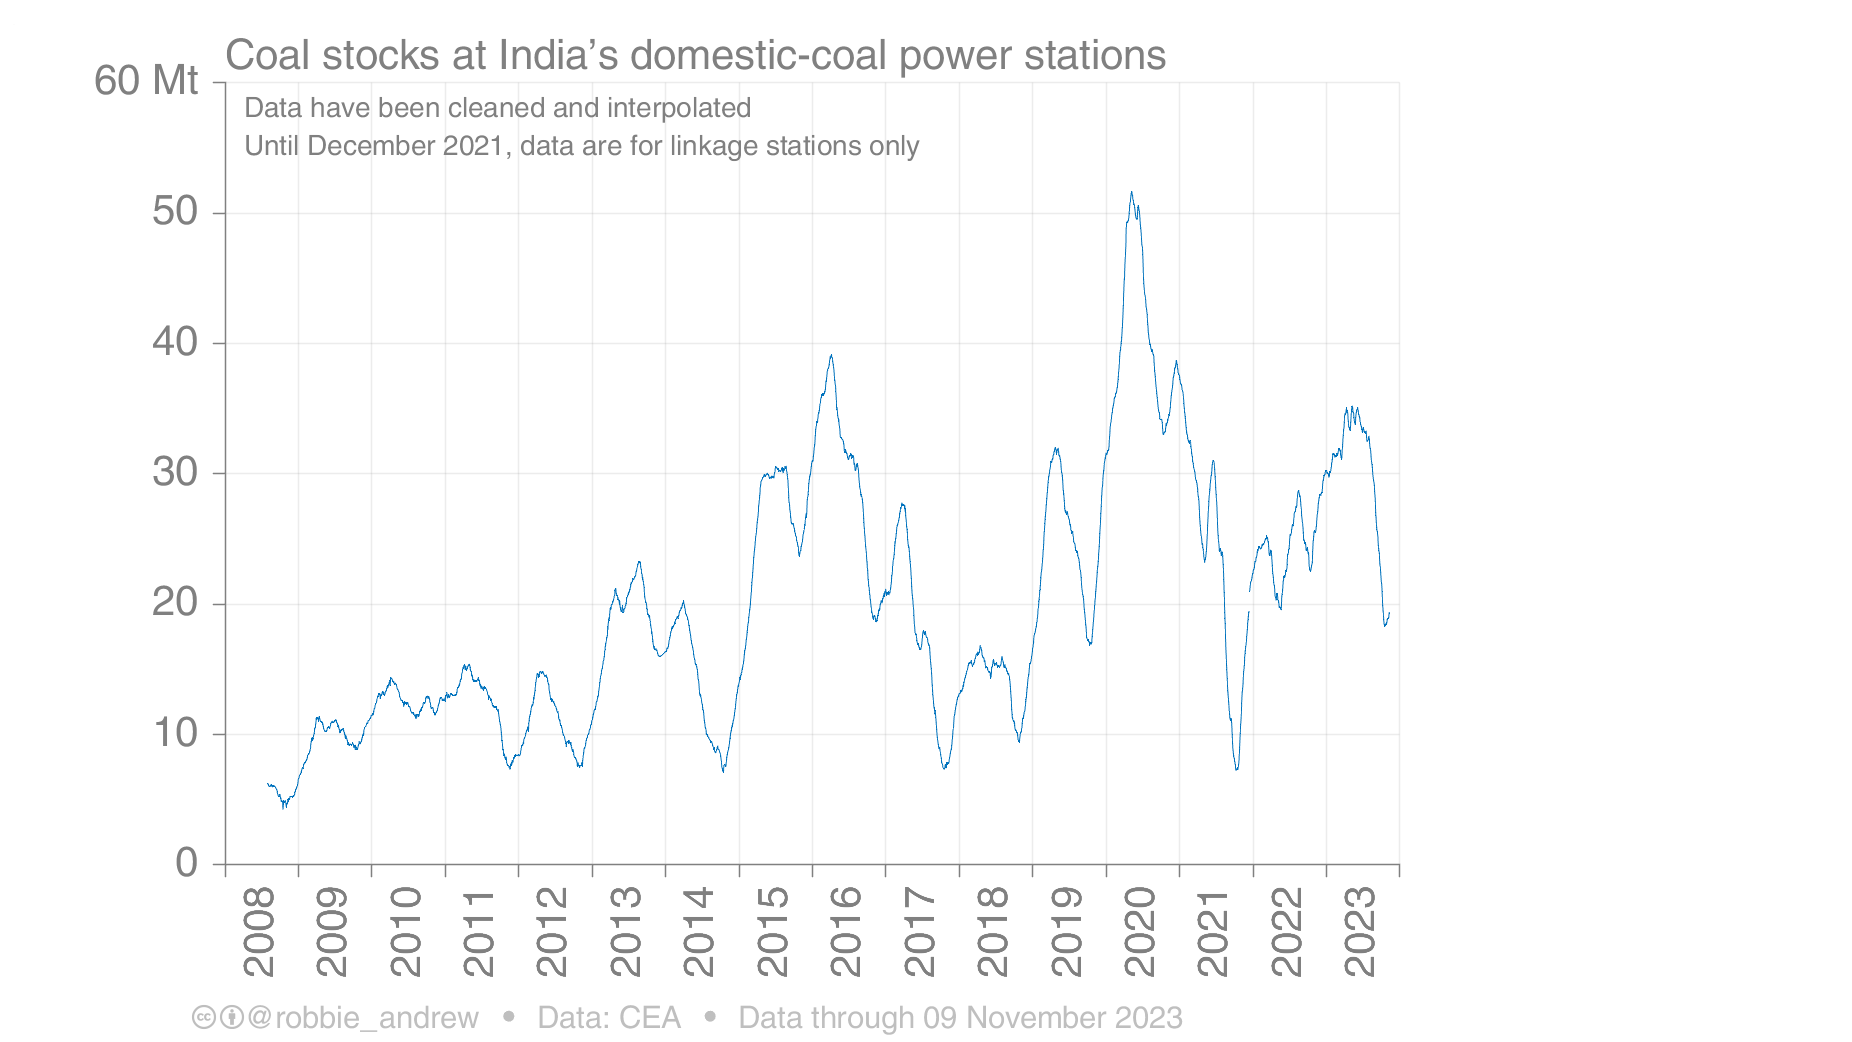 Coal stocks at India’s domestic-coal power stations
60 Mt
Data have been cleaned and interpolated
Until December 2021, data are for linkage stations only
50
40
30
20
10
0
2008 2009 2010 2011 2012 2013 2014 2015 2016 2017 2018 2019 2020 2021 2022 2023
cc @robbie_andrew • Data: CEA • Data through 09 November 2023